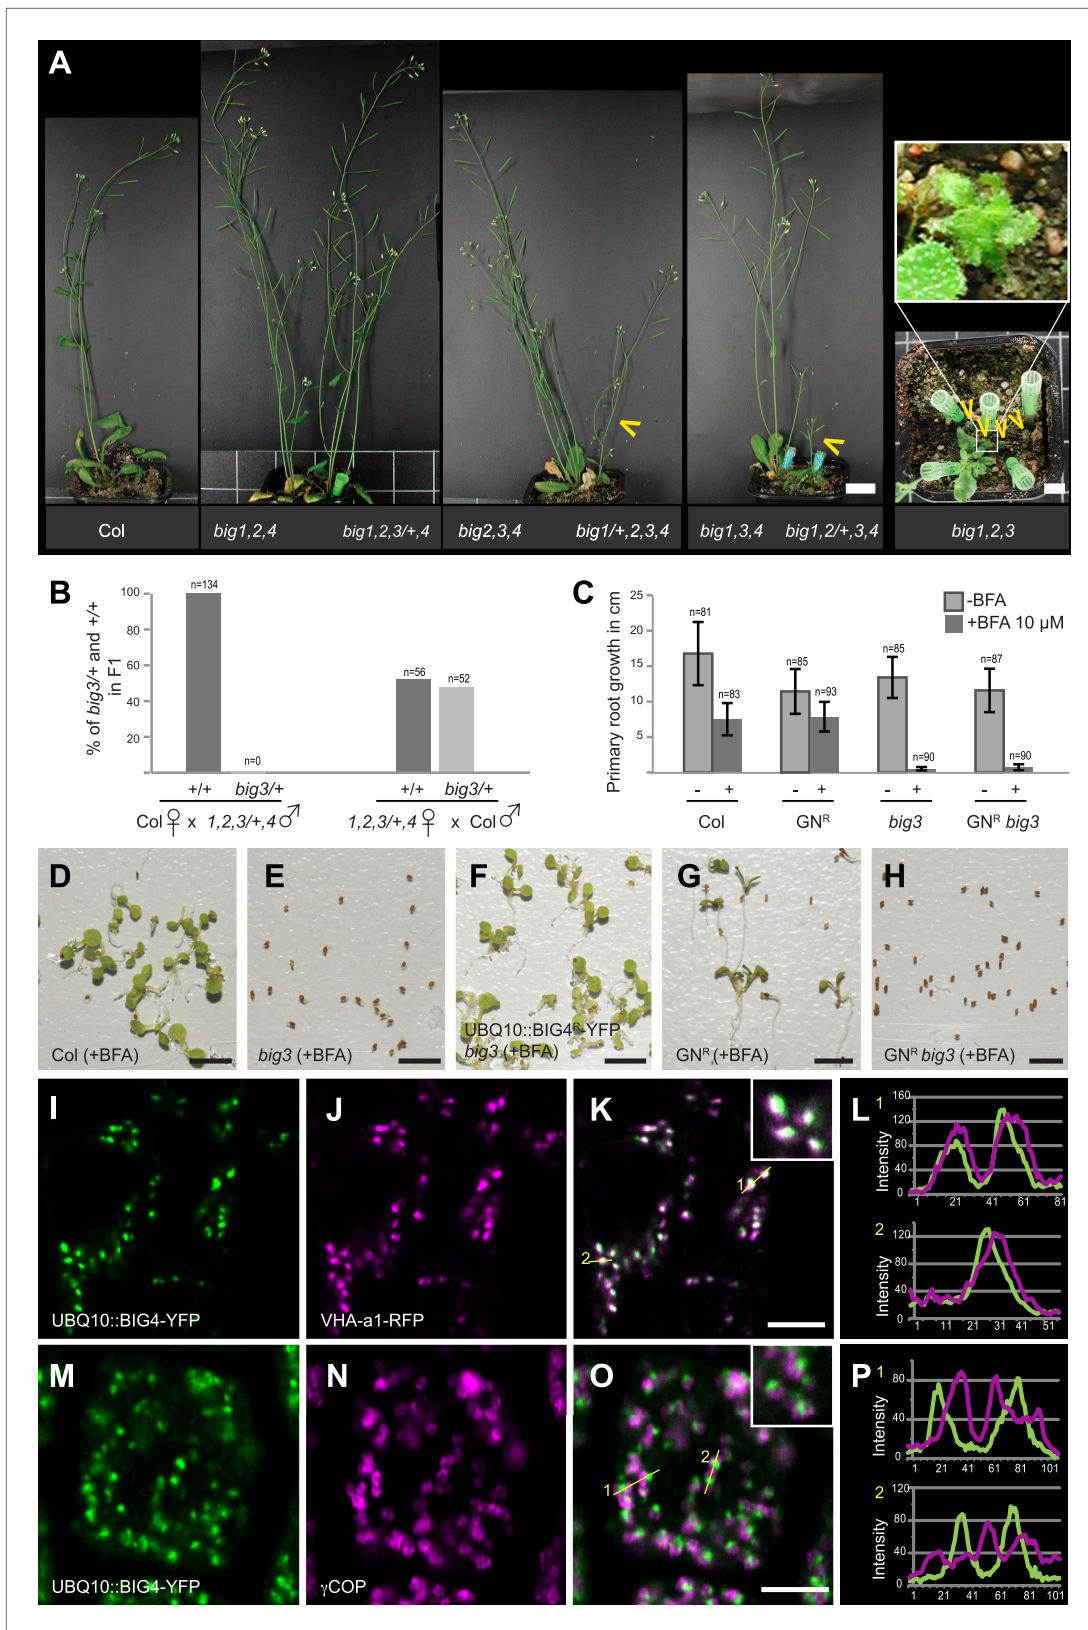 A
Col
big1,2,4
big1,2,3/+,4
big2,3,4
big1/+,2,3,4
big1,3,4
big1,2/+,3,4
big1,2,3
B
% of big3/+ and +/+
in F1
100
80
60
40
20
n=134
n=0
n=56
n=52
+/+ big3/+
+/+ big3/+
Col♀ x 1,2,3/+,4♂
1,2,3/+,4♀ x Col♂
C
Primary root growth in cm
25
20
15
10
5
-BFA
+BFA 10 µM
n=81
n=83
n=85
n=93
n=85
n=90
n=87
n=90
- +
- +
- +
- +
Col
GNᴿ
big3
GNᴿ big3
D
Col (+BFA)
E
big3 (+BFA)
F
UBQ10::BIG4ᴿ-YFP
big3 (+BFA)
G
GNᴿ (+BFA)
H
GNᴿ big3 (+BFA)
I
UBQ10::BIG4-YFP
J
VHA-a1-RFP
K
1
2
L
1
Intensity
160
120
80
40
0
1 21 41 61 81
2
Intensity
120
80
40
0
1 11 21 31 41 51
M
UBQ10::BIG4-YFP
N
γCOP
O
1
2
P
1
Intensity
80
40
0
1 21 41 61 81 101
2
Intensity
120
80
40
0
1 21 41 61 81 101